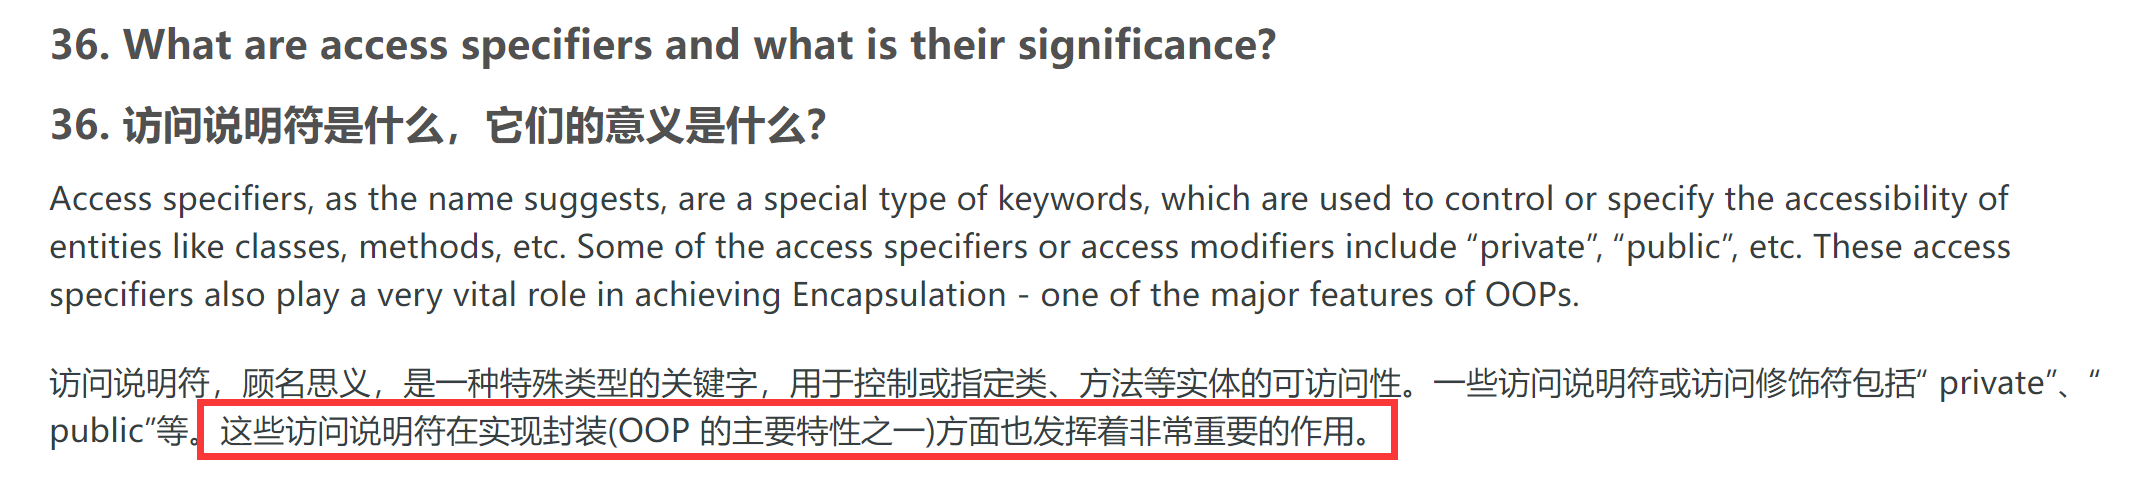 36. What are access specifiers and what is their significance?
36. 访问说明符是什么，它们的意义是什么？
Access specifiers, as the name suggests, are a special type of keywords, which are used to control or specify the accessibility of
entities like classes, methods, etc. Some of the access specifiers or access modifiers include “private”, “public”, etc. These access
specifiers also play a very vital role in achieving Encapsulation - one of the major features of OOPs.
访问说明符，顾名思义，是一种特殊类型的关键字，用于控制或指定类、方法等实体的可访问性。一些访问说明符或访问修饰符包括“ private”、“
public”等。这些访问说明符在实现封装(OOP 的主要特性之一)方面也发挥着非常重要的作用。